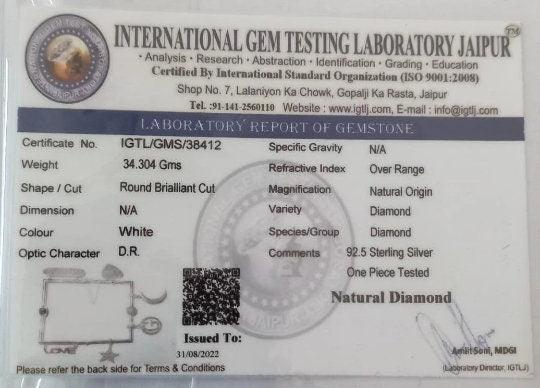 INTERNATIONAL GEM TESTING LABORATORY JAIPUR TM
• Analysis • Research • Abstraction • Identification • Grading • Education
Certified By International Standard Organization (ISO 9001:2008)
Shop No. 7, Lalaniyon Ka Chowk, Gopalji Ka Rasta, Jaipur
Tel. :91-141-2560110 Website : www.igtlj.com, E-mail : info@igtlj.com
LABORATORY REPORT OF GEMSTONE
Certificate No. IGTL/GMS/38412
Weight 34.304 Gms
Shape / Cut Round Brialliant Cut
Dimension N/A
Colour White
Optic Character D.R.
Specific Gravity N/A
Refractive Index Over Range
Magnification Natural Origin
Variety Diamond
Species/Group Diamond
Comments 92.5 Sterling Silver
One Piece Tested
Natural Diamond
LOVE
Issued To:
31/08/2022
Amit Soni, MDGI
(Laboratory Director, IGTLJ)
Please refer the back side for Terms & Conditions